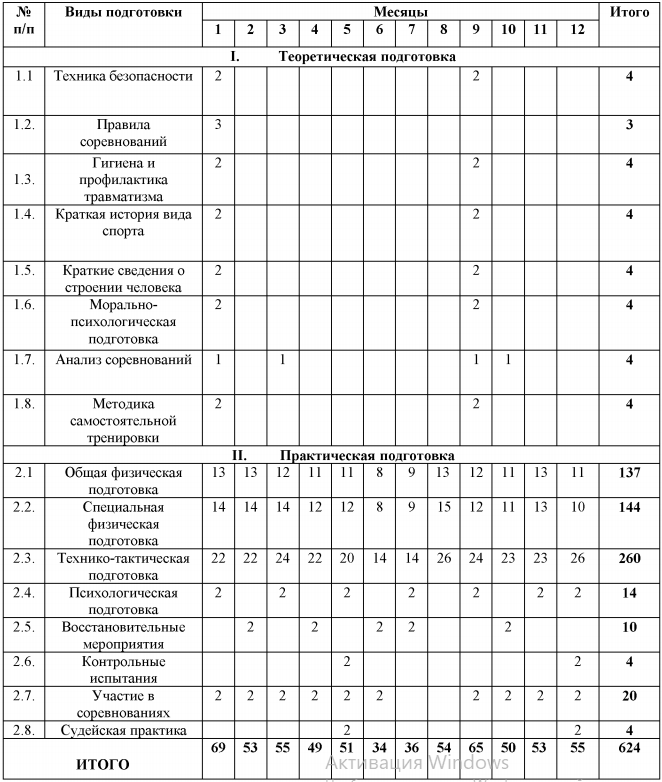 № п/п Виды подготовки Месяцы Итого
1 2 3 4 5 6 7 8 9 10 11 12
I. Теоретическая подготовка
1.1 Техника безопасности 2 2 4
1.2. Правила соревнований 3 3
1.3. Гигиена и профилактика травматизма 2 2 4
1.4. Краткая история вида спорта 2 2 4
1.5. Краткие сведения о строении человека 2 2 4
1.6. Морально-психологическая подготовка 2 2 4
1.7. Анализ соревнований 1 1 1 1 4
1.8. Методика самостоятельной тренировки 2 2 4
II. Практическая подготовка
2.1 Общая физическая подготовка 13 13 12 11 11 8 9 13 12 11 13 11 137
2.2. Специальная физическая подготовка 14 14 14 12 12 8 9 15 12 11 13 10 144
2.3. Технико-тактическая подготовка 22 22 24 22 20 14 14 26 24 23 23 26 260
2.4. Психологическая подготовка 2 2 2 2 2 2 2 14
2.5. Восстановительные мероприятия 2 2 2 2 2 10
2.6. Контрольные испытания 2 2 4
2.7. Участие в соревнованиях 2 2 2 2 2 2 2 2 2 2 20
2.8. Судейская практика 2 2 4
ИТОГО 69 53 55 49 51 34 36 54 65 50 53 55 624
Активация Windows